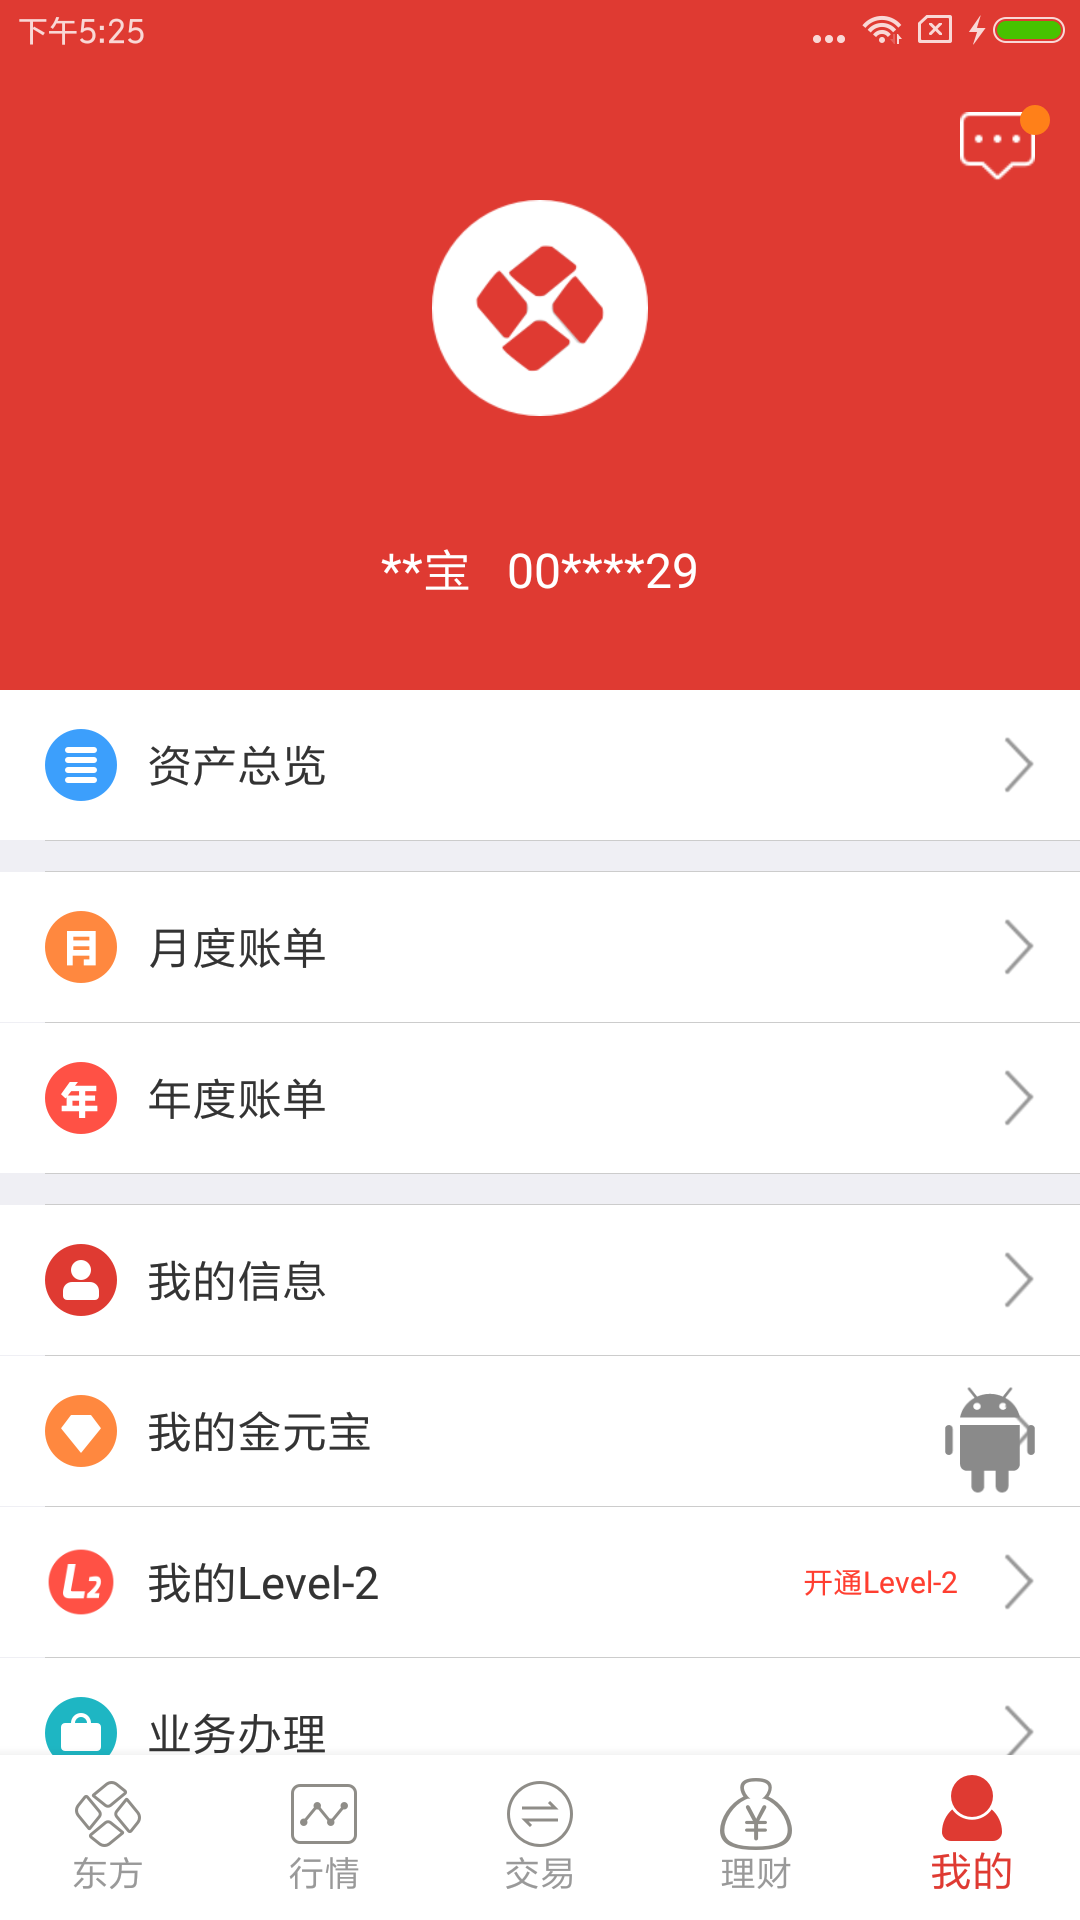 下午5:25
**宝 00****29
资产总览
月 月度账单
年 年度账单
我的信息
我的金元宝
L2 我的Level-2 开通Level-2
业务办理
东方 行情 交易 理财 我的